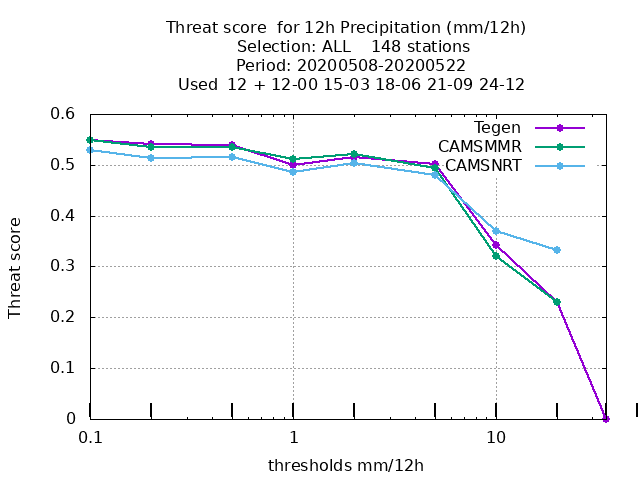 Threat score  for 12h Precipitation (mm/12h)
Selection: ALL    148 stations
Period: 20200508-20200522
Used  12 + 12-00 15-03 18-06 21-09 24-12
Tegen
CAMSMMR
CAMSNRT
Threat score
0.6
0.5
0.4
0.3
0.2
0.1
0
0.1 1 10
thresholds mm/12h